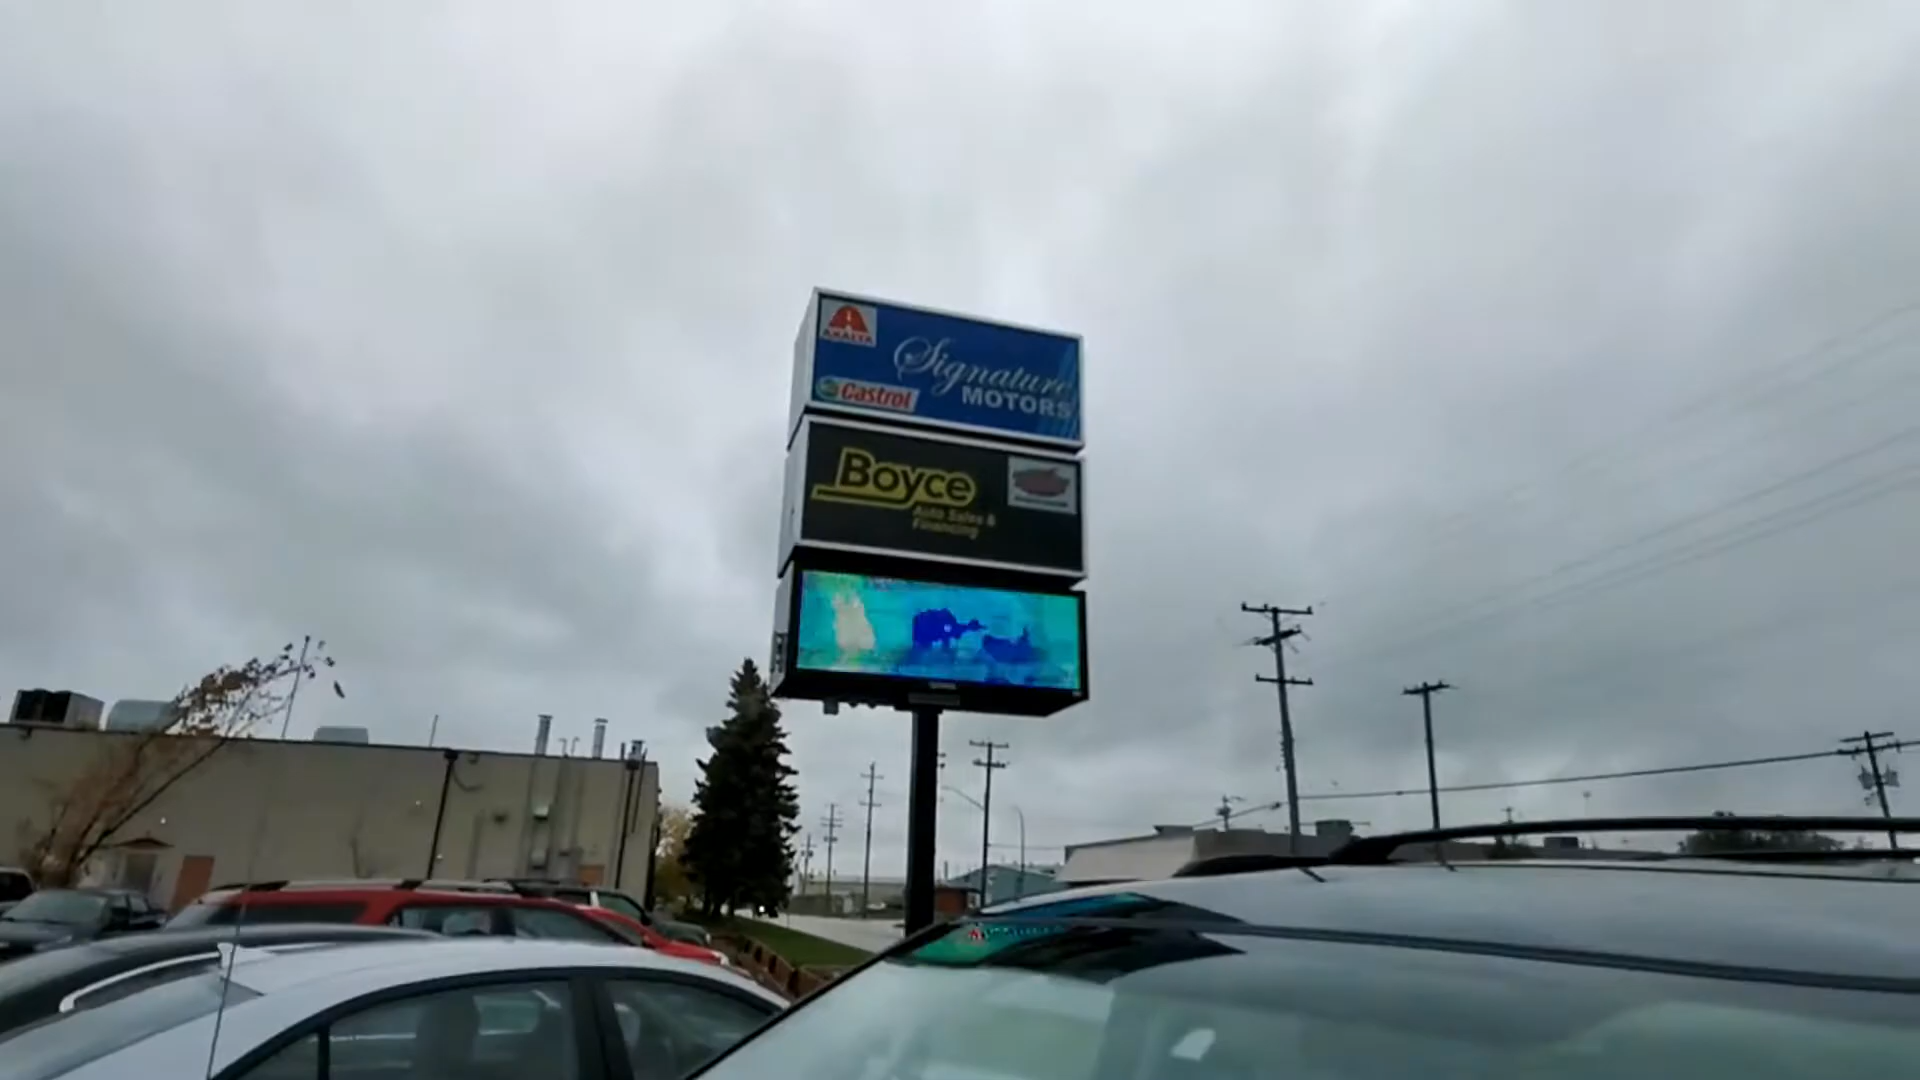 AXALTA
Signature
MOTORS
Castrol
Boyce
Auto Sales &
Financing